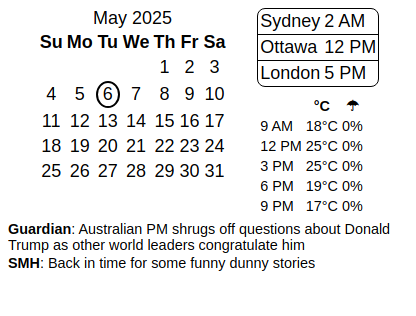 May 2025
Su Mo Tu We Th Fr Sa
1 2 3
4 5 6 7 8 9 10
11 12 13 14 15 16 17
18 19 20 21 22 23 24
25 26 27 28 29 30 31
Sydney 2 AM
Ottawa 12 PM
London 5 PM
°C ☂
9 AM 18°C 0%
12 PM 25°C 0%
3 PM 25°C 0%
6 PM 19°C 0%
9 PM 17°C 0%
Guardian: Australian PM shrugs off questions about Donald
Trump as other world leaders congratulate him
SMH: Back in time for some funny dunny stories